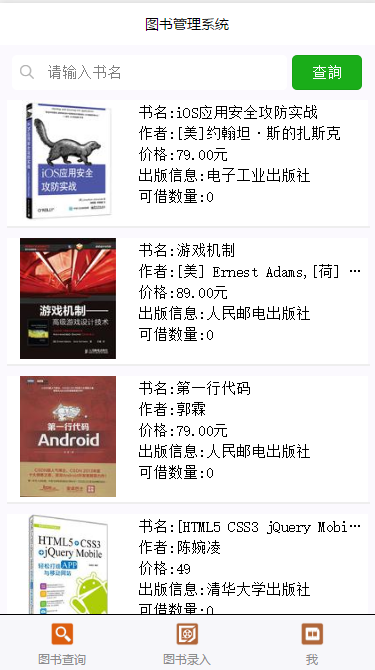 图书管理系统
请输入书名
查詢
iOS应用安全
攻防实战
O'REILLY
书名:iOS应用安全攻防实战
作者:[美]约翰坦·斯的扎斯克
价格:79.00元
出版信息:电子工业出版社
可借数量:0
游戏机制——
高级游戏设计技术
书名:游戏机制
作者:[美] Ernest Adams,[荷] …
价格:89.00元
出版信息:人民邮电出版社
可借数量:0
第一行代码
Android
书名:第一行代码
作者:郭霖
价格:79.00元
出版信息:人民邮电出版社
可借数量:0
HTML5+CSS3
+jQuery Mobile
轻松打造APP
与移动网站
书名:[HTML5 CSS3 jQuery Mobi…
作者:陈婉凌
价格:49
出版信息:清华大学出版社
可借数量:0
图书查询
图书录入
我